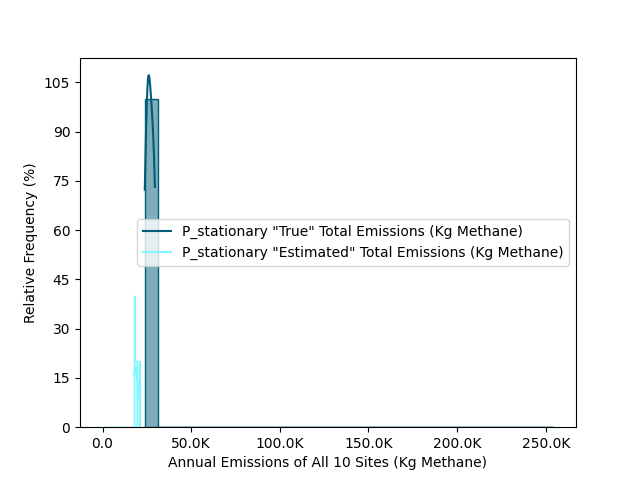 105
90
75
60
45
30
15
0
Relative Frequency (%)
P_stationary "True" Total Emissions (Kg Methane)
P_stationary "Estimated" Total Emissions (Kg Methane)
0.0 50.0K 100.0K 150.0K 200.0K 250.0K
Annual Emissions of All 10 Sites (Kg Methane)